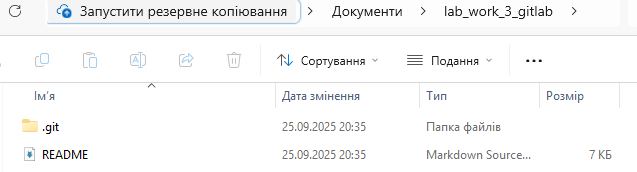 Запустити резервне копіювання > Документи > lab_work_3_gitlab >
Сортування Подання ...
Ім'я Дата змінення Тип Розмір
.git 25.09.2025 20:35 Папка файлів
README 25.09.2025 20:35 Markdown Source... 7 КБ